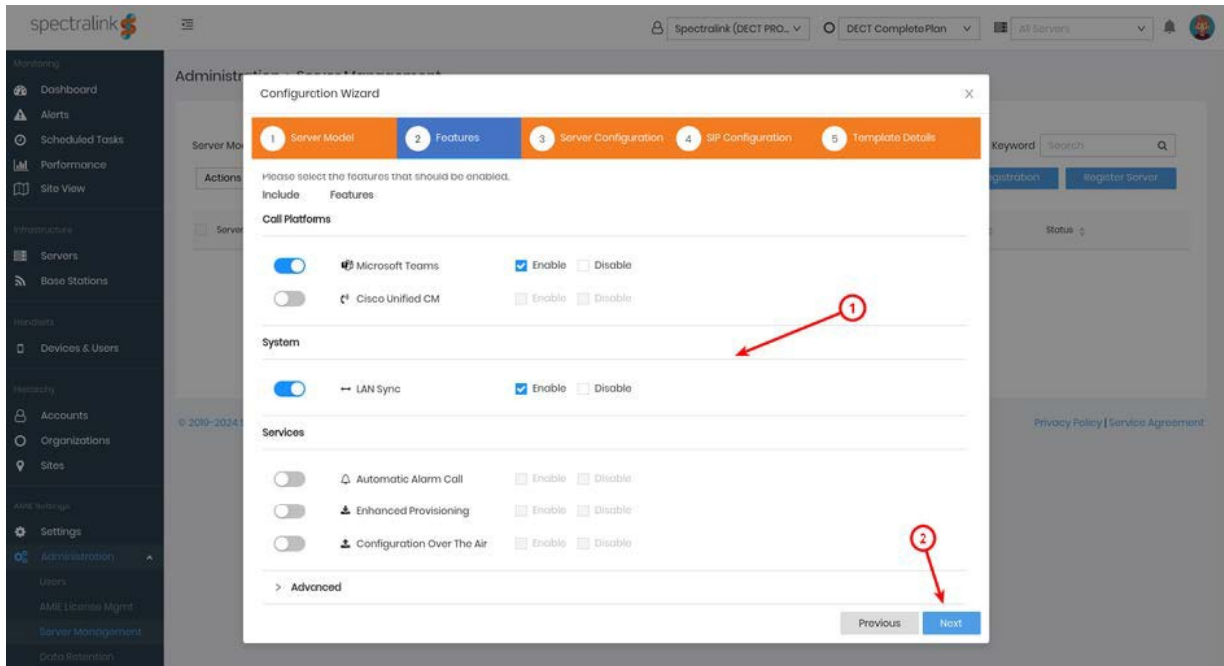 spectralink
Spectralink (DECT PRO... DECT CompletePlan All Servers
Monitoring
Dashboard
Alerts
Scheduled Tasks
Performance
Site View
Infrastructure
Servers
Base Stations
Handsets
Devices & Users
Hierarchy
Accounts
Organizations
Sites
AMIE Settings
Settings
Administration
Users
AMIE License Mgmt
Server Management
Data Retention
Server Mo
Keyword Search
Actions
gistration Register Server
Server
Status
© 2019-2024 S
Privacy Policy | Service Agreement
Configuration Wizard X
1 Server Model 2 Features 3 Server Configuration 4 SIP Configuration 5 Template Details
Please select the features that should be enabled.
Include Features
Call Platforms
Microsoft Teams Enable Disable
Cisco Unified CM Enable Disable
1
System
LAN Sync Enable Disable
Services
Automatic Alarm Call Enable Disable
Enhanced Provisioning Enable Disable
Configuration Over The Air Enable Disable
2
> Advanced
Previous Next